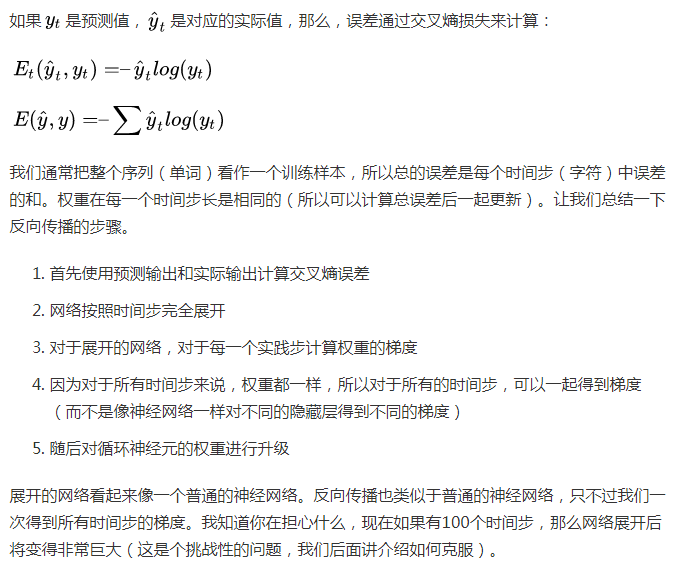 如果 yₜ 是预测值，ŷₜ 是对应的实际值，那么，误差通过交叉熵损失来计算：
Eₜ(ŷₜ, yₜ) =– ŷₜlog(yₜ)
E(ŷ, y) =– ∑ ŷₜlog(yₜ)
我们通常把整个序列（单词）看作一个训练样本，所以总的误差是每个时间步（字符）中误差
的和。权重在每一个时间步长是相同的（所以可以计算总误差后一起更新）。让我们总结一下
反向传播的步骤。
1. 首先使用预测输出和实际输出计算交叉熵误差
2. 网络按照时间步完全展开
3. 对于展开的网络，对于每一个实践步计算权重的梯度
4. 因为对于所有时间步来说，权重都一样，所以对于所有的时间步，可以一起得到梯度
（而不是像神经网络一样对不同的隐藏层得到不同的梯度）
5. 随后对循环神经元的权重进行升级
展开的网络看起来像一个普通的神经网络。反向传播也类似于普通的神经网络，只不过我们一
次得到所有时间步的梯度。我知道你在担心什么，现在如果有100个时间步，那么网络展开后
将变得非常巨大（这是个挑战性的问题，我们后面讲介绍如何克服）。